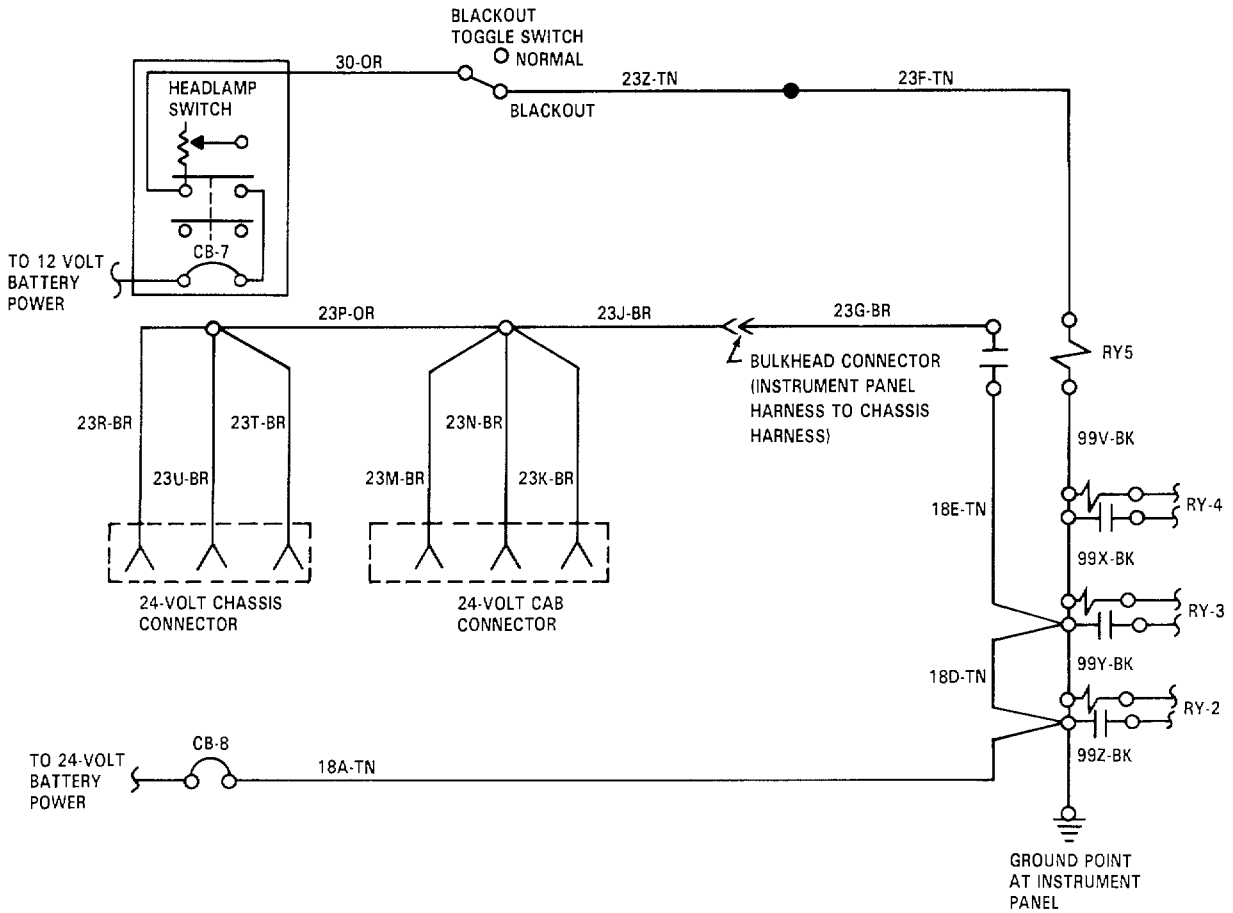 BLACKOUT
TOGGLE SWITCH
NORMAL
30-OR
23Z-TN
23F-TN
HEADLAMP
SWITCH
BLACKOUT
CB-7
TO 12 VOLT
BATTERY
POWER
23P-OR
23J-BR
23G-BR
RY5
BULKHEAD CONNECTOR
(INSTRUMENT PANEL
HARNESS TO CHASSIS
HARNESS)
23R-BR
23T-BR
23N-BR
99V-BK
23U-BR
23M-BR
23K-BR
18E-TN
RY-4
99X-BK
24-VOLT CHASSIS
CONNECTOR
24-VOLT CAB
CONNECTOR
RY-3
99Y-BK
18D-TN
RY-2
CB-8
99Z-BK
TO 24-VOLT
BATTERY
POWER
18A-TN
GROUND POINT
AT INSTRUMENT
PANEL